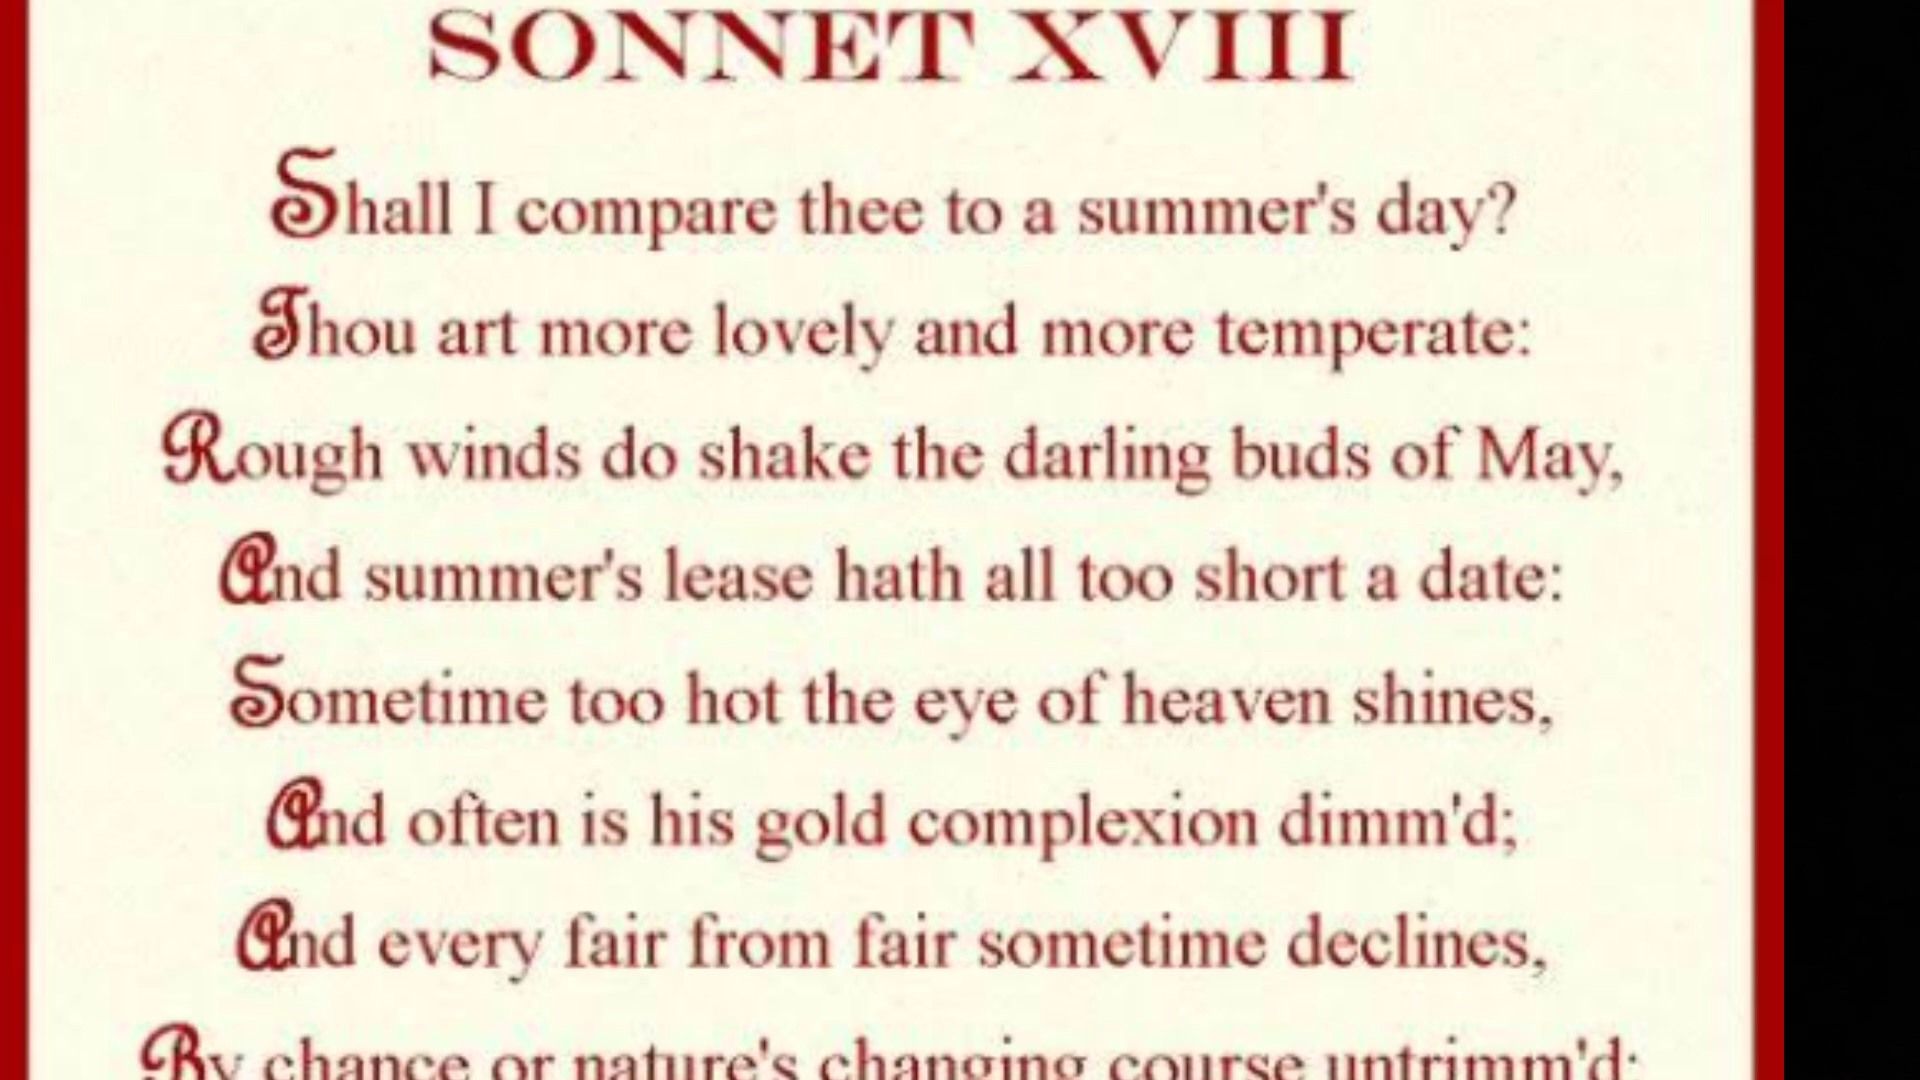 SONNET XVIII
Shall I compare thee to a summer's day?
Thou art more lovely and more temperate:
Rough winds do shake the darling buds of May,
And summer's lease hath all too short a date:
Sometime too hot the eye of heaven shines,
And often is his gold complexion dimm'd;
And every fair from fair sometime declines,
By chance or nature's changing course untrimm'd: